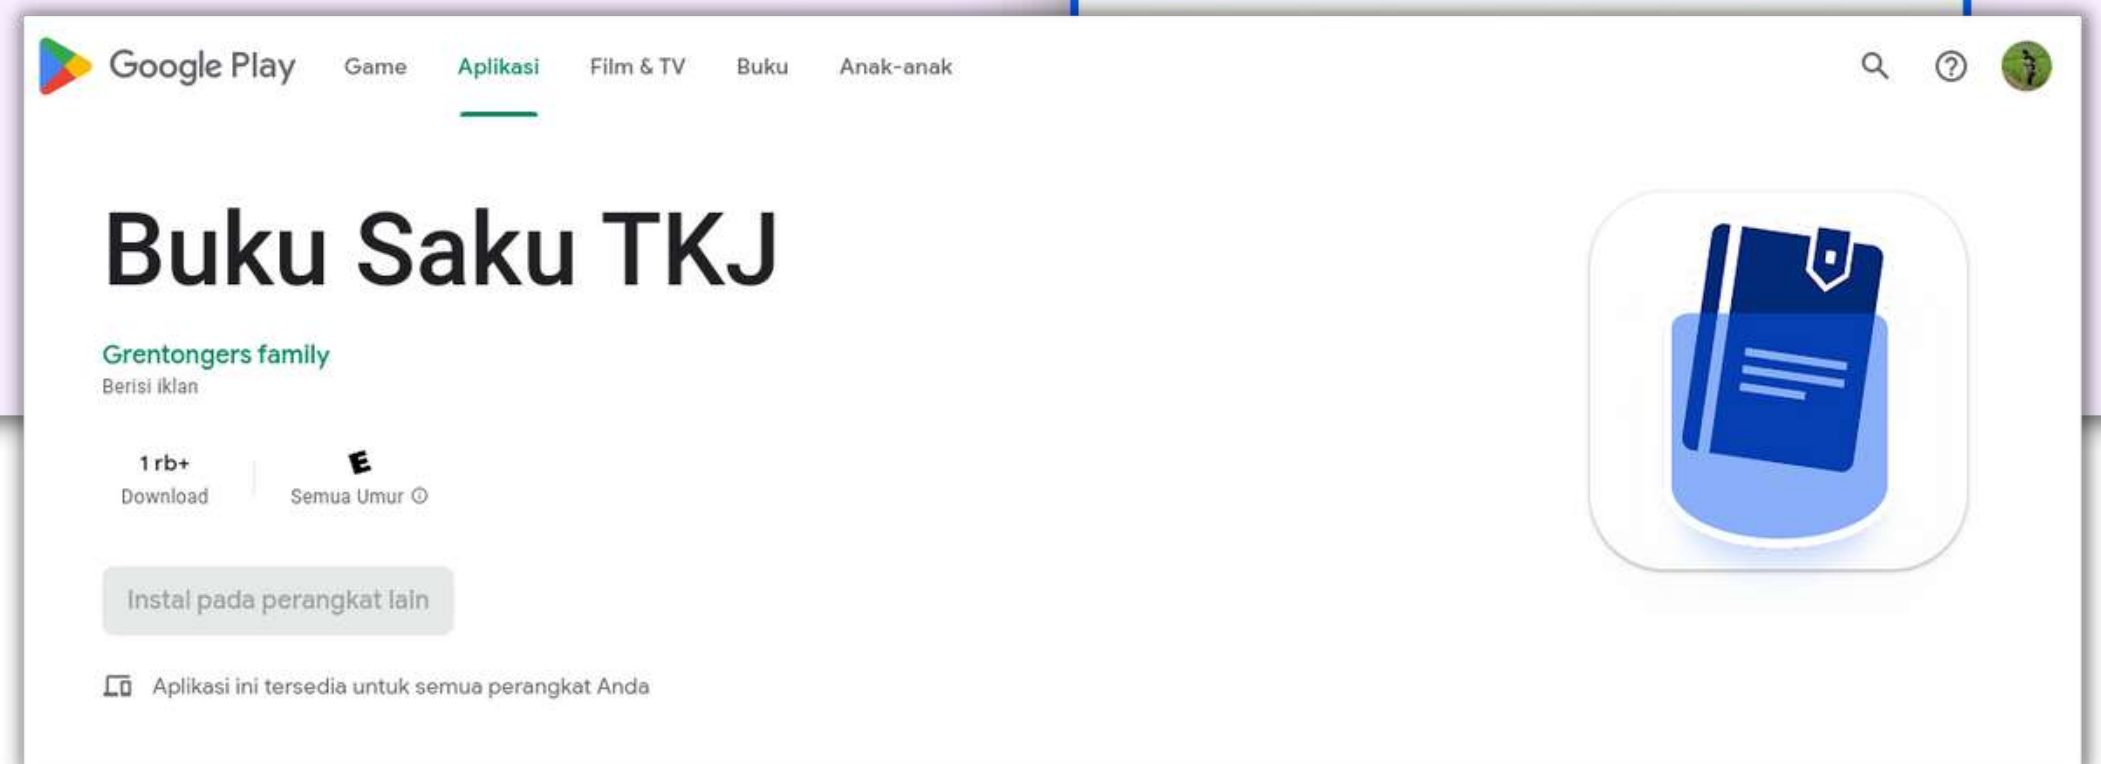 Google Play Game Aplikasi Film & TV Buku Anak-anak
Buku Saku TKJ
Grentongers family
Berisi iklan
1 rb+
E
Download
Semua Umur
Instal pada perangkat lain
Aplikasi ini tersedia untuk semua perangkat Anda